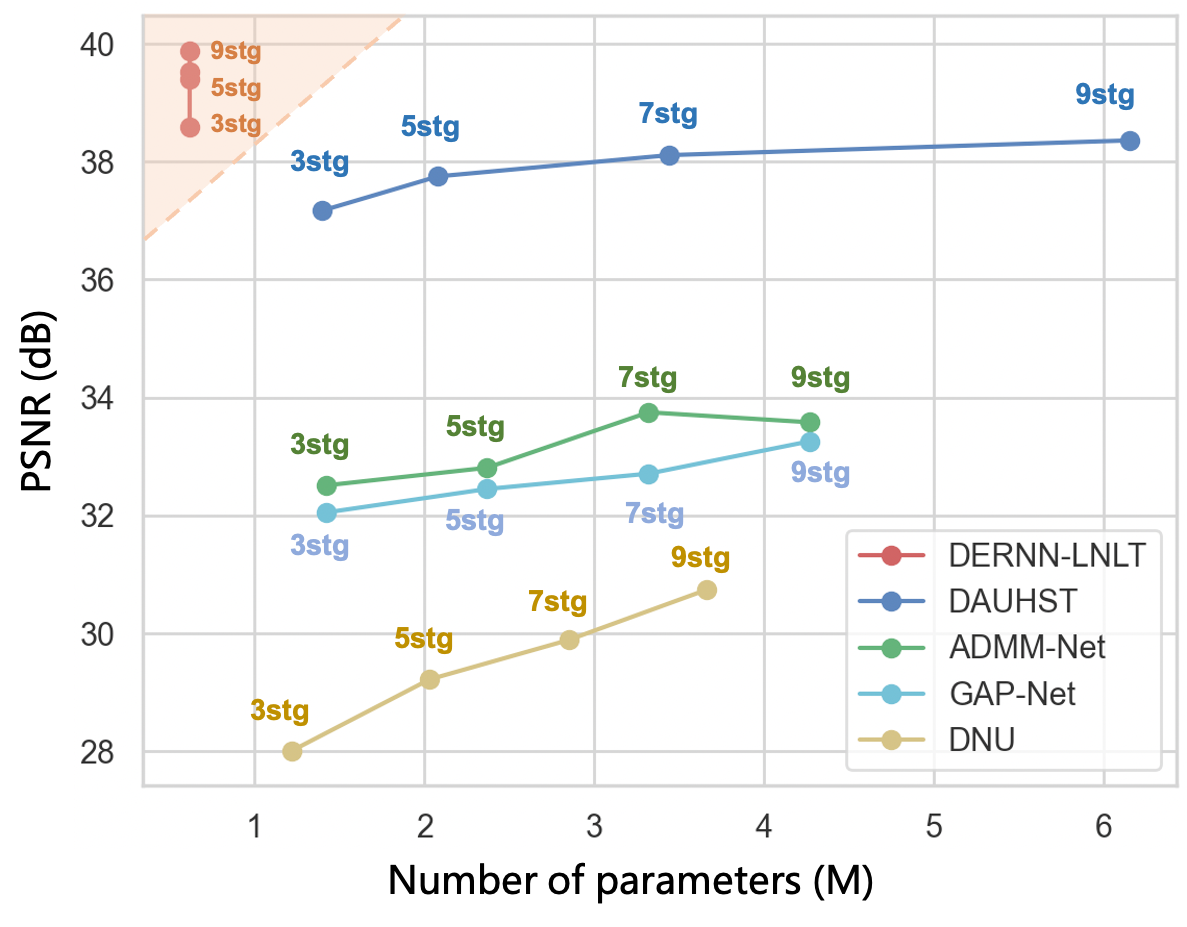 40
38
36
34
32
30
28
PSNR (dB)
9stg
5stg
3stg
3stg
5stg
7stg
9stg
3stg
5stg
7stg
9stg
3stg
5stg
7stg
9stg
3stg
5stg
7stg
9stg
DERNN-LNLT
DAUHST
ADMM-Net
GAP-Net
DNU
1 2 3 4 5 6
Number of parameters (M)